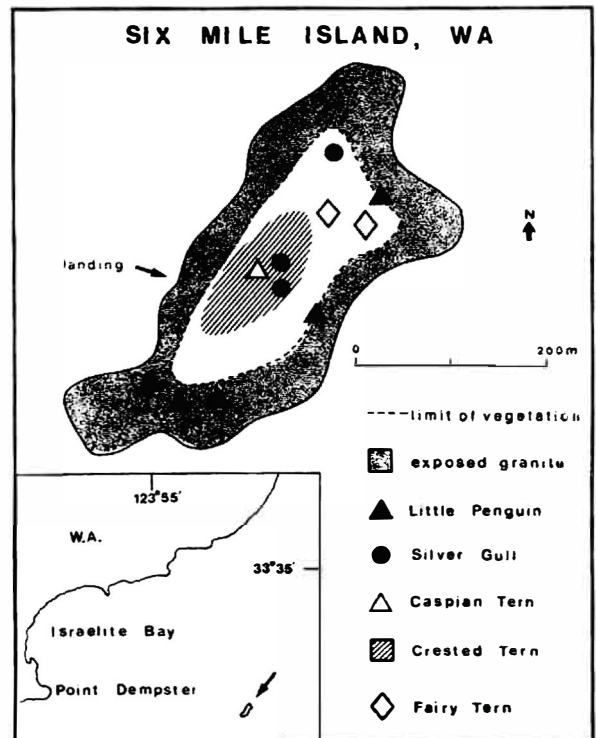 SIX MILE ISLAND, WA
landing
N
0 200m
----limit of vegetation
exposed granite
Little Penguin
Silver Gull
Caspian Tern
Crested Tern
Fairy Tern
123°55'
W.A.
33°35'
Israelite Bay
Point Dempster